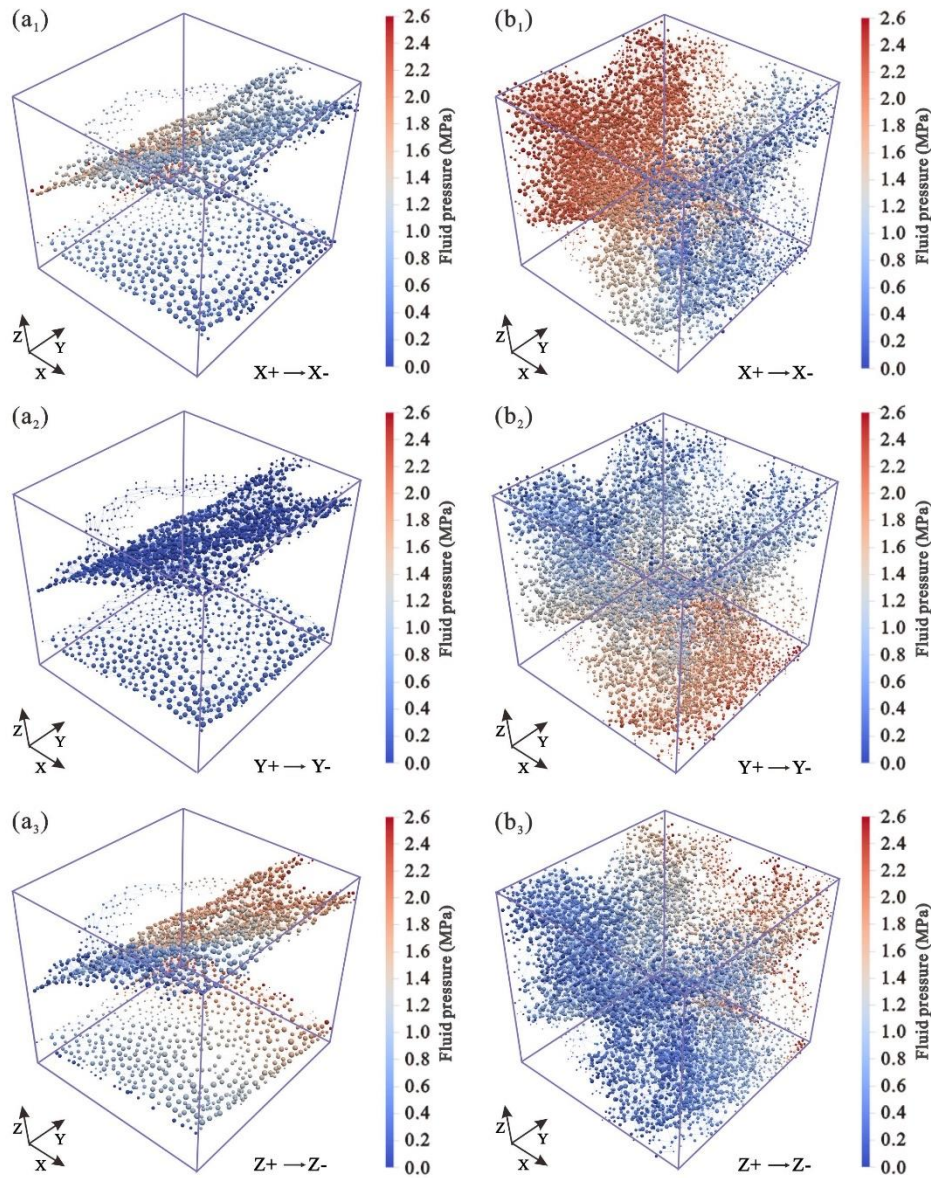 (a₁)
2.6
2.4
2.2
2.0
1.8
1.6
1.4
1.2
1.0
0.8
0.6
0.4
0.2
0.0
Fluid pressure (MPa)
Z
Y
X
X+ → X-
(b₁)
2.6
2.4
2.2
2.0
1.8
1.6
1.4
1.2
1.0
0.8
0.6
0.4
0.2
0.0
Fluid pressure (MPa)
Z
Y
X
X+ → X-
(a₂)
2.6
2.4
2.2
2.0
1.8
1.6
1.4
1.2
1.0
0.8
0.6
0.4
0.2
0.0
Fluid pressure (MPa)
Z
Y
X
Y+ → Y-
(b₂)
2.6
2.4
2.2
2.0
1.8
1.6
1.4
1.2
1.0
0.8
0.6
0.4
0.2
0.0
Fluid pressure (MPa)
Z
Y
X
Y+ → Y-
(a₃)
2.6
2.4
2.2
2.0
1.8
1.6
1.4
1.2
1.0
0.8
0.6
0.4
0.2
0.0
Fluid pressure (MPa)
Z
Y
X
Z+ → Z-
(b₃)
2.6
2.4
2.2
2.0
1.8
1.6
1.4
1.2
1.0
0.8
0.6
0.4
0.2
0.0
Fluid pressure (MPa)
Z
Y
X
Z+ → Z-